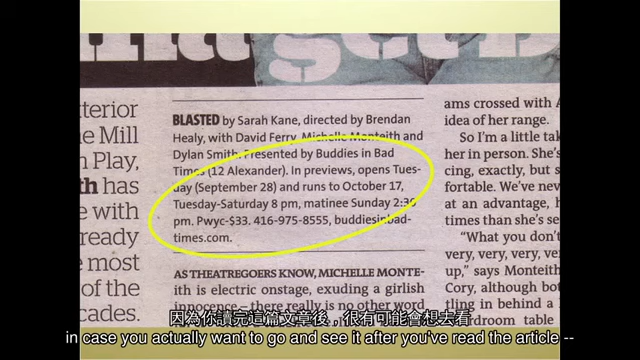 BLASTED by Sarah Kane, directed by Brendan
Healy, with David Ferry, Michelle Monteith and
Dylan Smith. Presented by Buddies in Bad
Times (12 Alexander). In previews, opens Tues-
day (September 28) and runs to October 17,
Tuesday-Saturday 8 pm, matinee Sunday 2:30
pm. Pwyc-$33. 416-975-8555, buddiesinbad-
times.com.
AS THEATREGOERS KNOW, MICHELLE MONTE-
ith is electric onstage, exuding a girlish
innocence – there really is no other word
terior
e Mill
n Play,
th has
e with
ready
most
of the
cades.
ams crossed with A
idea of her range.
So I'm a little tak
her in person. She's
cing, exactly, but s
fortable. We've nev
at an advantage, h
times than she's se
"What you don't
very, very, very, ve
up," says Monteith
Cory, although bot
tling in behind a l
rdroom table
因為你讀完這篇文章後，很有可能會想去看
in case you actually want to go and see it after you've read the article --